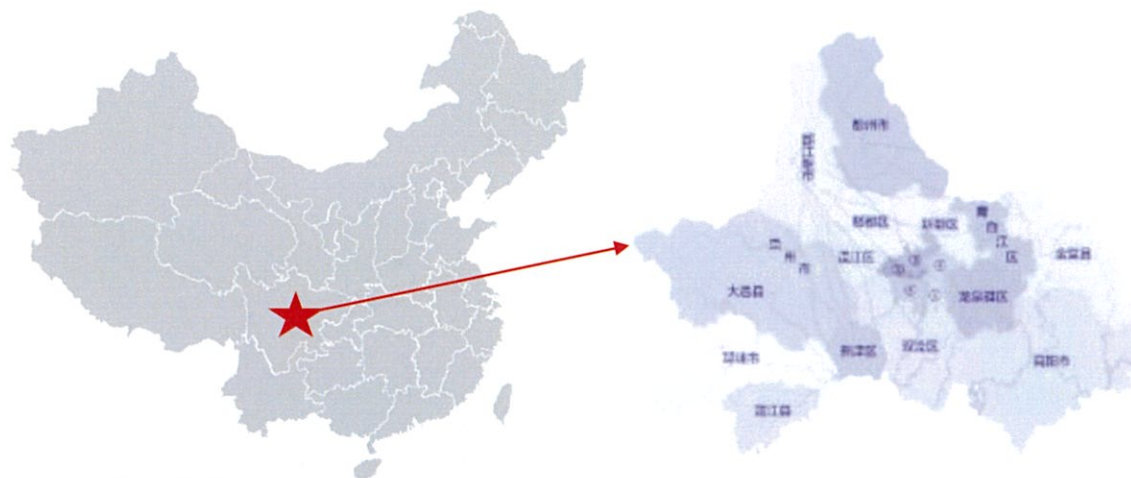 彭州市
都江堰市
郫都区
新都区
青白江区
崇州市
温江区
金堂县
大邑县
龙泉驿区
邛崃市
新津区
双流区
简阳市
蒲江县